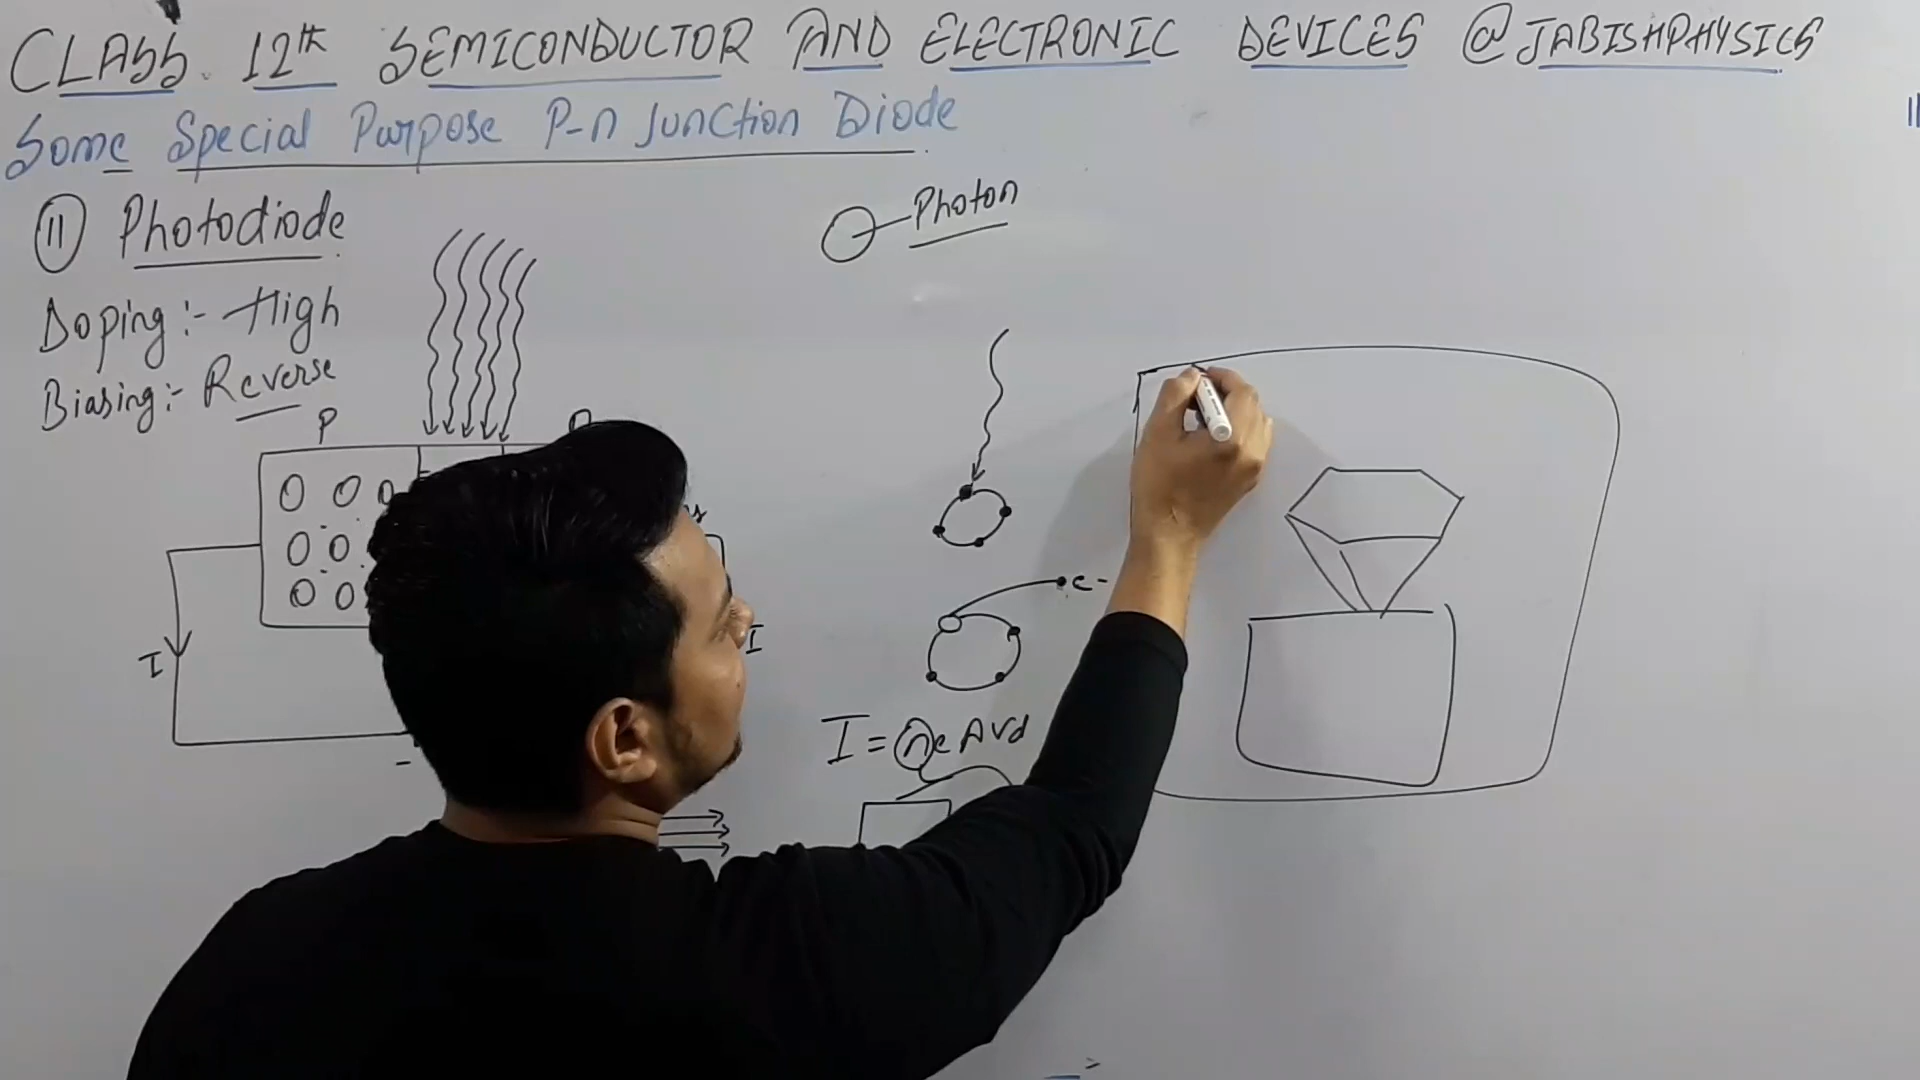 CLASS. 12th SEMICONDUCTOR AND ELECTRONIC DEVICES @JABISHPHYSICS
Some Special Purpose P-n Junction Diode
II Photodiode
Photon
Doping :- High
Biasing :- Reverse
P
e-
I
I
I = neAVd
-